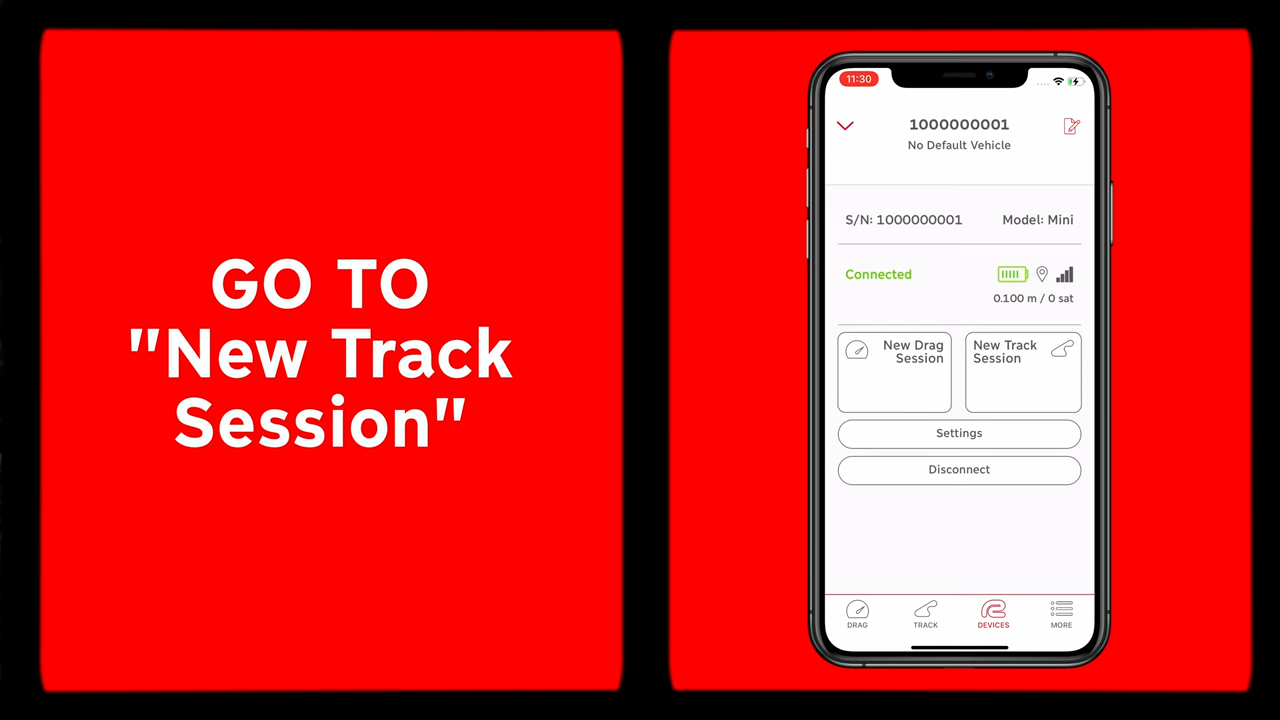 GO TO
"New Track
Session"
11:30
1000000001
No Default Vehicle
S/N: 1000000001
Model: Mini
Connected
0.100 m / 0 sat
New Drag
Session
New Track
Session
Settings
Disconnect
DRAG
TRACK
DEVICES
MORE